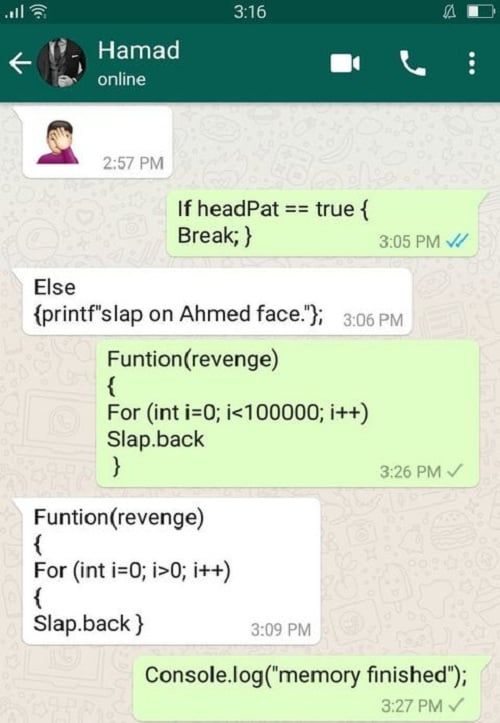 3:16
Hamad
online
2:57 PM
If headPat == true {
Break; }
3:05 PM
Else
{printf"slap on Ahmed face."};
3:06 PM
Funtion(revenge)
{
For (int i=0; i<100000; i++)
Slap.back
}
3:26 PM
Funtion(revenge)
{
For (int i=0; i>0; i++)
{
Slap.back }
3:09 PM
Console.log("memory finished");
3:27 PM